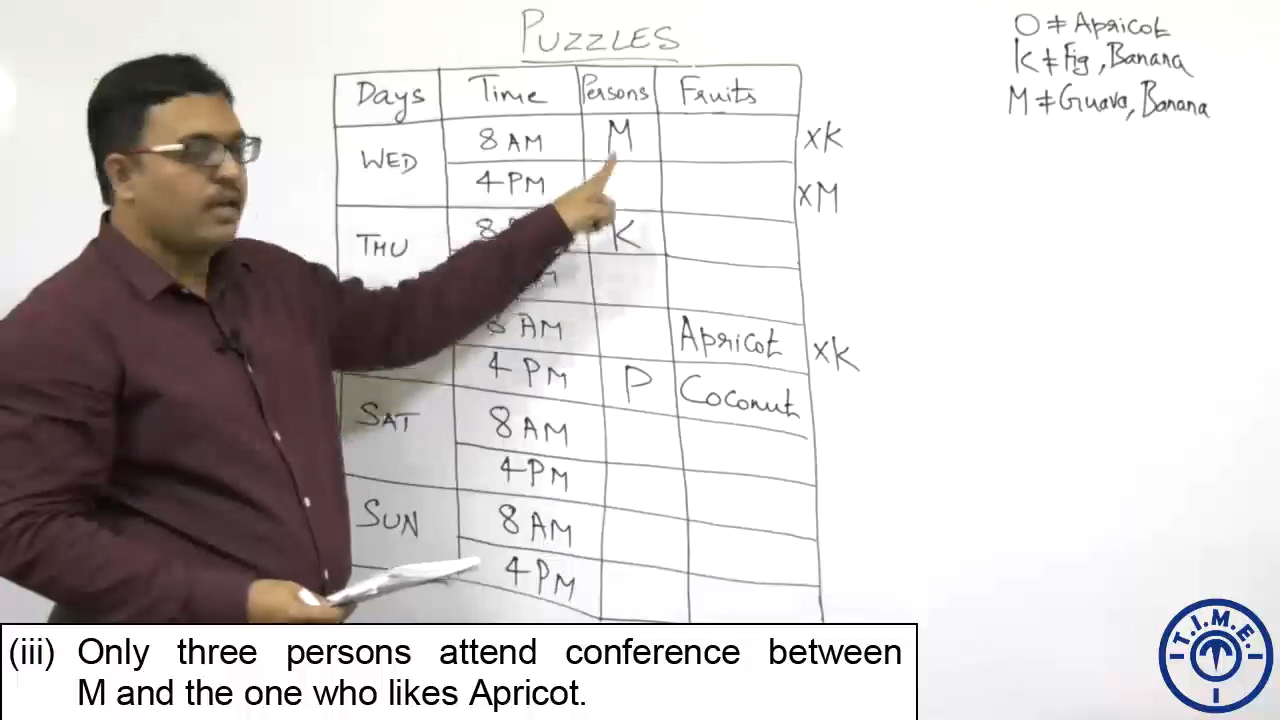 PUZZLES
O ≠ Apricot
K ≠ Fig, Banana
M ≠ Guava, Banana
Days Time Persons Fruits
WED 8 AM M xK
4 PM xM
THU K
8 AM Apricot xK
4 PM P Coconut
SAT 8 AM
4 PM
SUN 8 AM
4 PM
(iii) Only three persons attend conference between
M and the one who likes Apricot.
T.I.M.E.